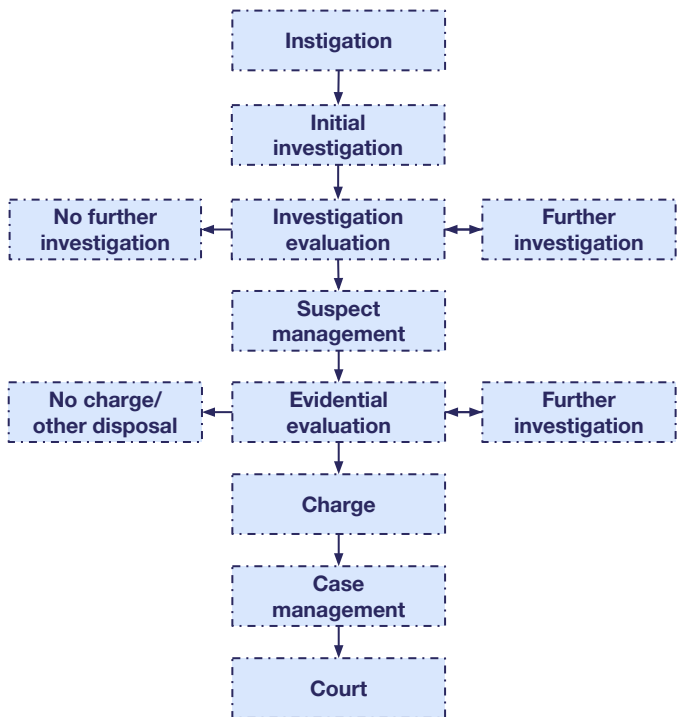 Instigation
Initial
investigation
No further
investigation
Investigation
evaluation
Further
investigation
Suspect
management
No charge/
other disposal
Evidential
evaluation
Further
investigation
Charge
Case
management
Court